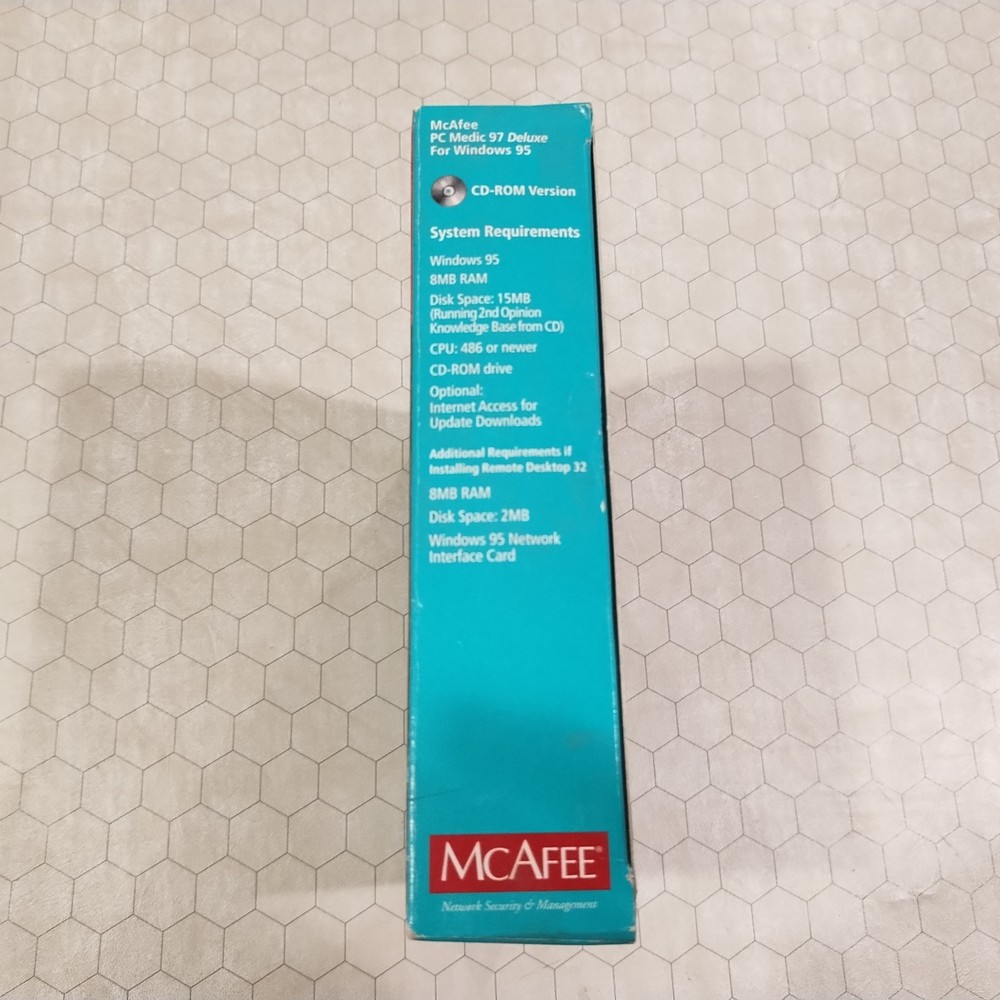 McAfee
PC Medic 97 Deluxe
For Windows 95
CD-ROM Version
System Requirements
Windows 95
8MB RAM
Disk Space: 15MB
(Running 2nd Opinion
Knowledge Base from CD)
CPU: 486 or newer
CD-ROM drive
Optional:
Internet Access for
Update Downloads
Additional Requirements if
Installing Remote Desktop 32
8MB RAM
Disk Space: 2MB
Windows 95 Network
Interface Card
MCAFEE®
Network Security & Management